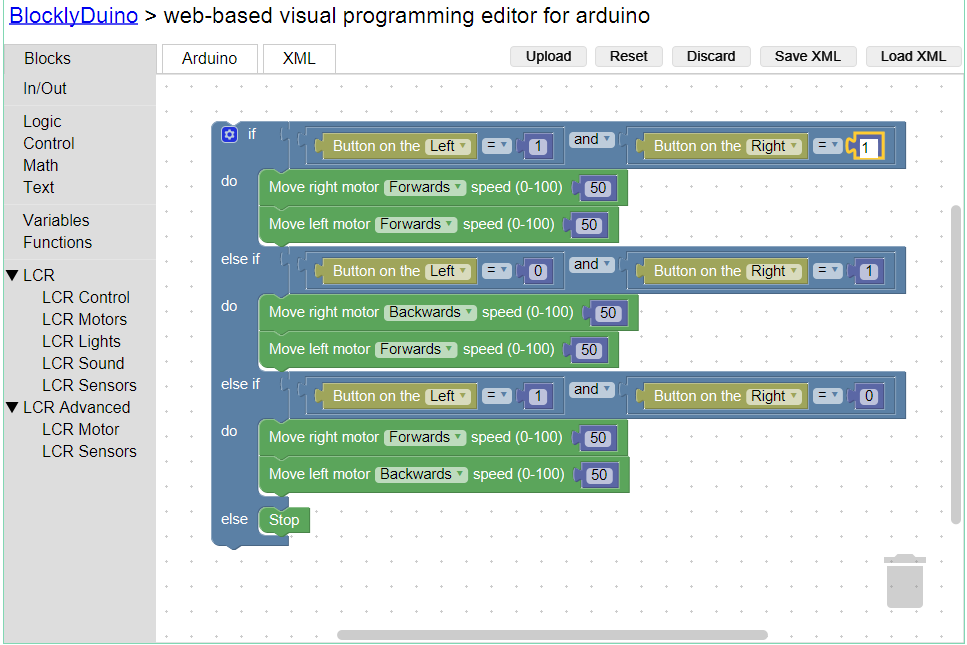 BlocklyDuino > web-based visual programming editor for arduino
Blocks
Arduino
XML
Upload
Reset
Discard
Save XML
Load XML
In/Out
Logic
Control
Math
Text
Variables
Functions
LCR
LCR Control
LCR Motors
LCR Lights
LCR Sound
LCR Sensors
LCR Advanced
LCR Motor
LCR Sensors
if Button on the Left = 1 and Button on the Right = 1
do Move right motor Forwards speed (0-100) 50
Move left motor Forwards speed (0-100) 50
else if Button on the Left = 0 and Button on the Right = 1
do Move right motor Backwards speed (0-100) 50
Move left motor Forwards speed (0-100) 50
else if Button on the Left = 1 and Button on the Right = 0
do Move right motor Forwards speed (0-100) 50
Move left motor Backwards speed (0-100) 50
else Stop